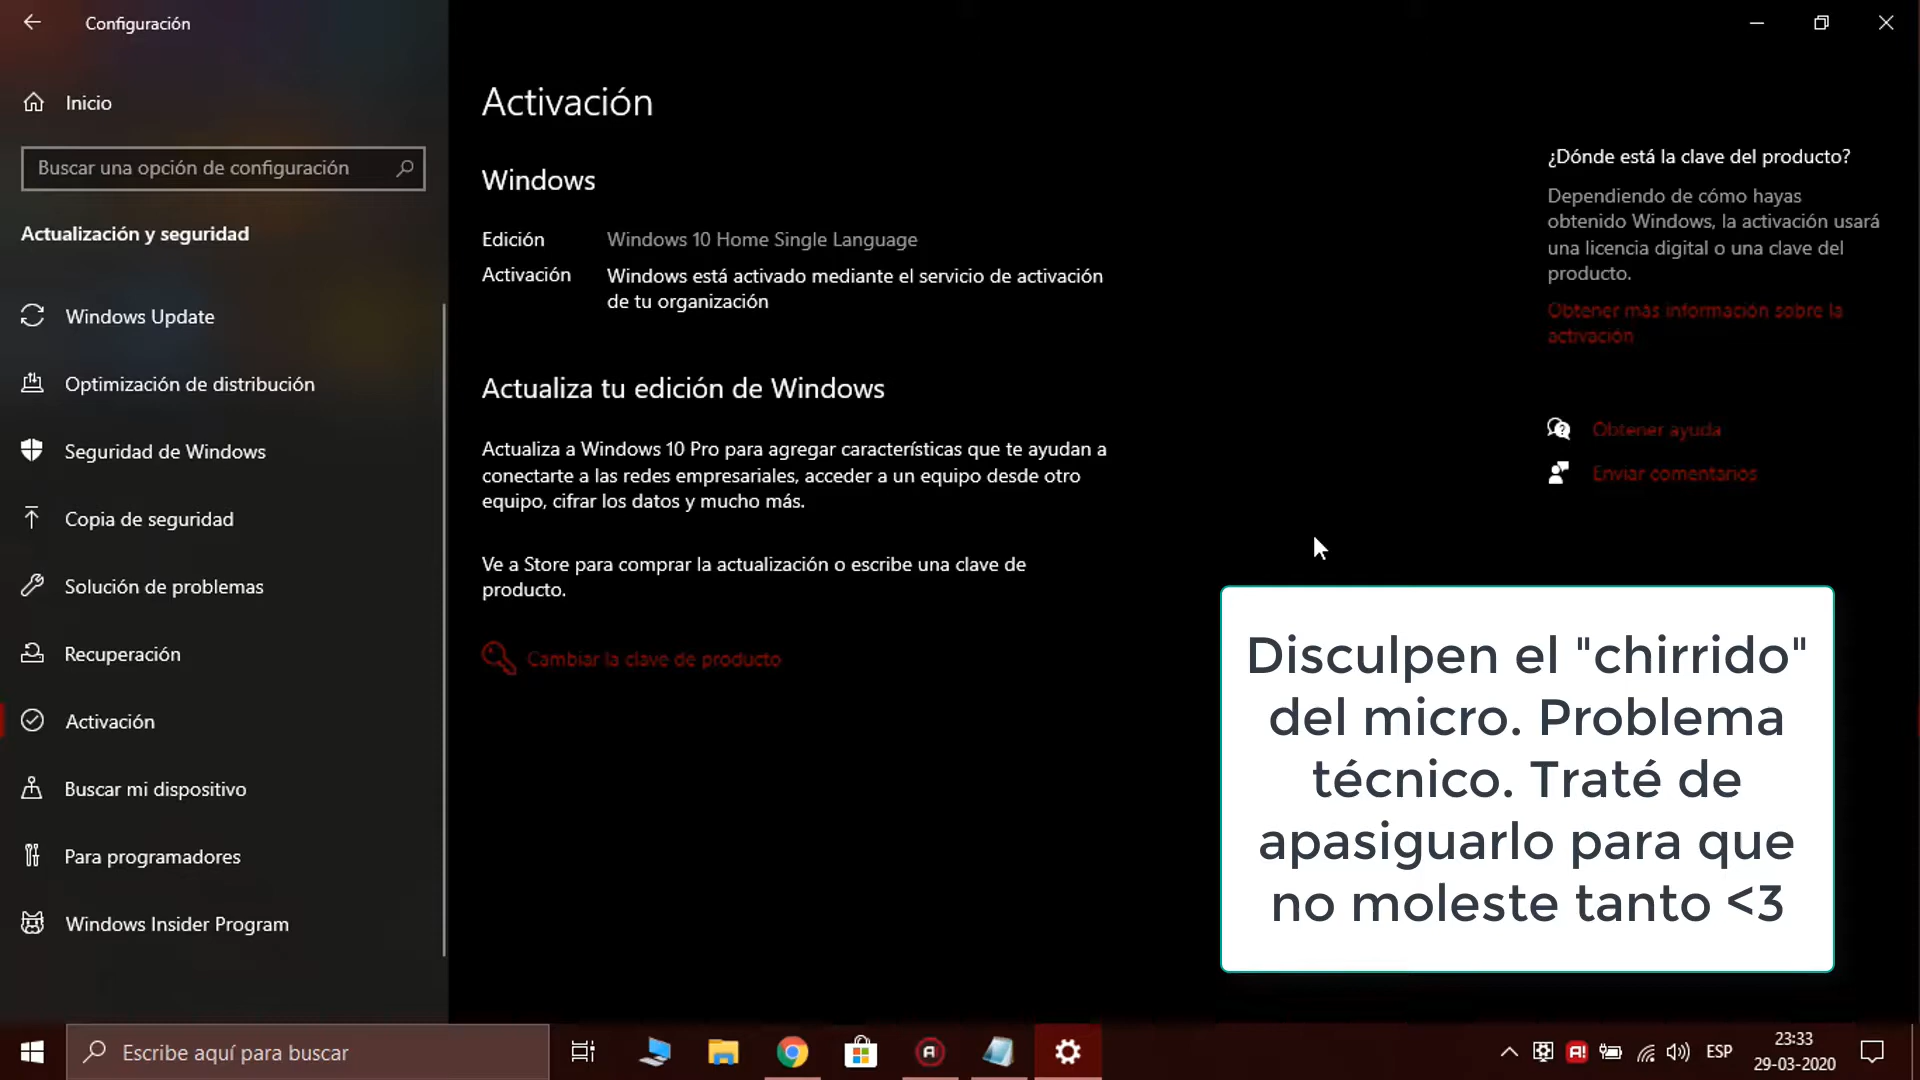 Configuración
Inicio
Buscar una opción de configuración
Actualización y seguridad
Windows Update
Optimización de distribución
Seguridad de Windows
Copia de seguridad
Solución de problemas
Recuperación
Activación
Buscar mi dispositivo
Para programadores
Windows Insider Program
Activación
Windows
Edición Windows 10 Home Single Language
Activación Windows está activado mediante el servicio de activación
de tu organización
Actualiza tu edición de Windows
Actualiza a Windows 10 Pro para agregar características que te ayudan a
conectarte a las redes empresariales, acceder a un equipo desde otro
equipo, cifrar los datos y mucho más.
Ve a Store para comprar la actualización o escribe una clave de
producto.
Cambiar la clave de producto
¿Dónde está la clave del producto?
Dependiendo de cómo hayas
obtenido Windows, la activación usará
una licencia digital o una clave del
producto.
Obtener más información sobre la
activación
Obtener ayuda
Enviar comentarios
Disculpen el "chirrido"
del micro. Problema
técnico. Traté de
apasiguarlo para que
no moleste tanto <3
Escribe aquí para buscar
ESP
23:33
29-03-2020